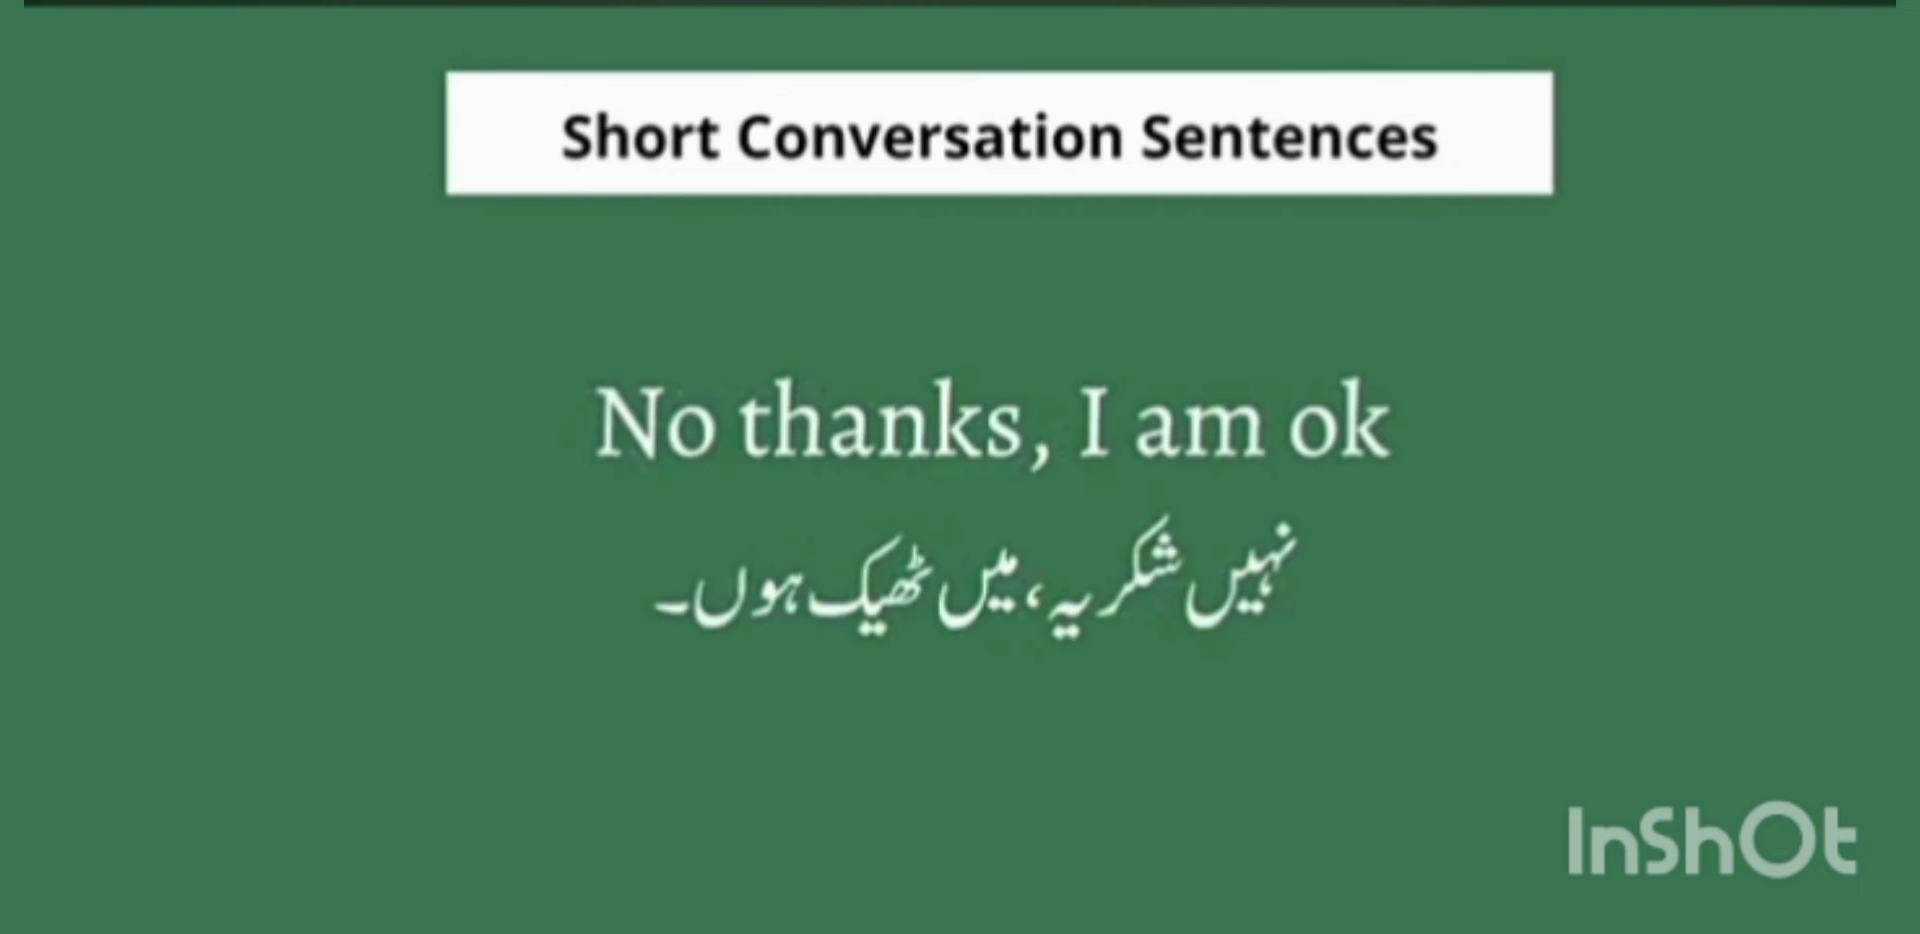 Short Conversation Sentences
No thanks, I am ok
نہیں شکریہ، میں ٹھیک ہوں۔
InShOt